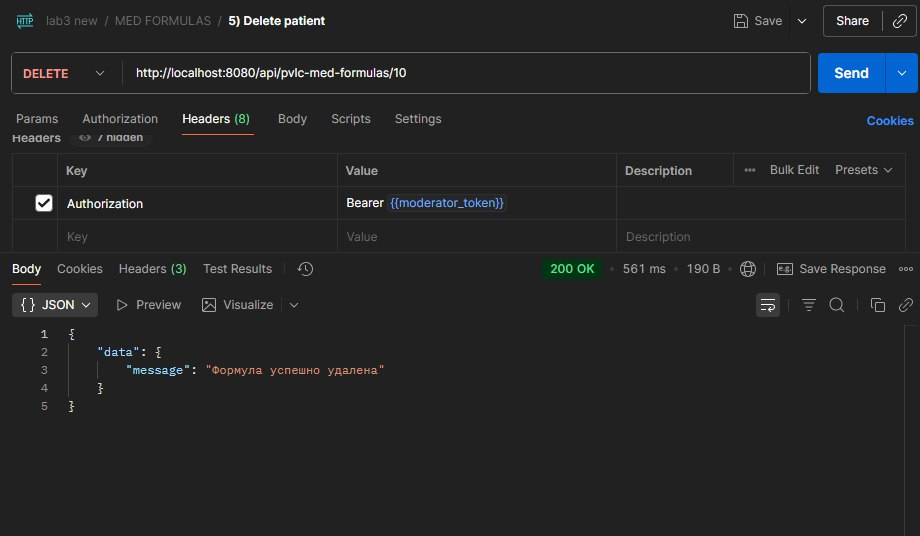 HTTP lab3 new / MED FORMULAS / 5) Delete patient Save Share
DELETE http://localhost:8080/api/pvlc-med-formulas/10 Send
Params Authorization Headers (8) Body Scripts Settings Cookies
Headers 7 hidden
Key Value Description Bulk Edit Presets
Authorization Bearer {{moderator_token}}
Key Value Description
Body Cookies Headers (3) Test Results 200 OK • 561 ms • 190 B • e.g. Save Response
{} JSON Preview Visualize
1 {
2 "data": {
3 "message": "Формула успешно удалена"
4 }
5 }